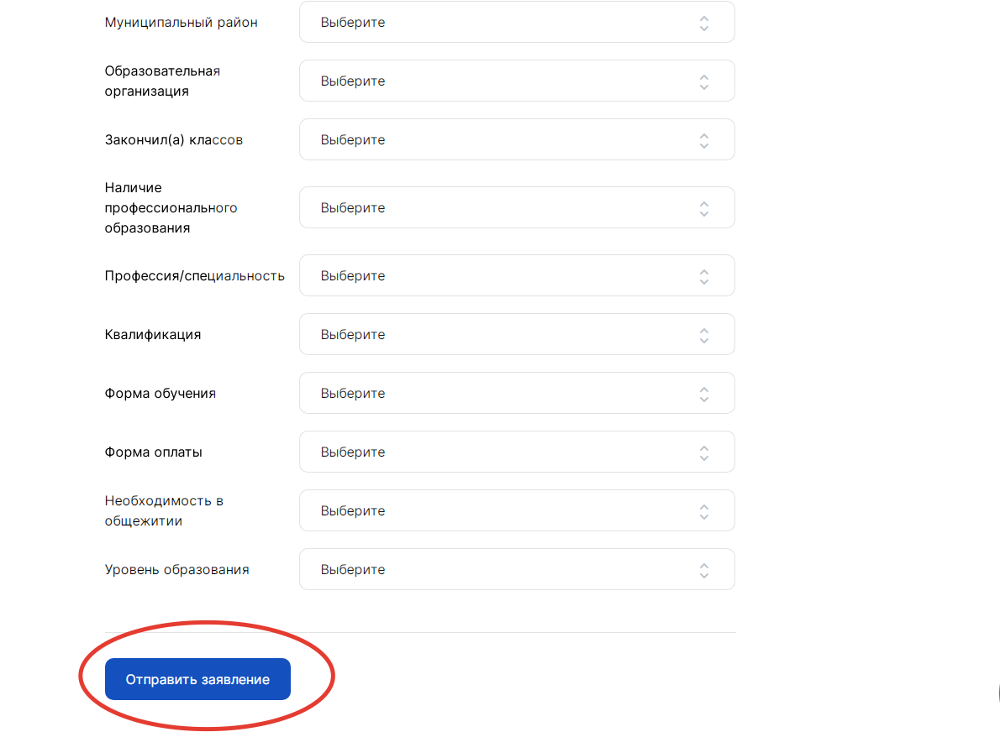 Муниципальный район Выберите
Образовательная
организация Выберите
Закончил(а) классов Выберите
Наличие
профессионального Выберите
образования
Профессия/специальность Выберите
Квалификация Выберите
Форма обучения Выберите
Форма оплаты Выберите
Необходимость в
общежитии Выберите
Уровень образования Выберите
Отправить заявление